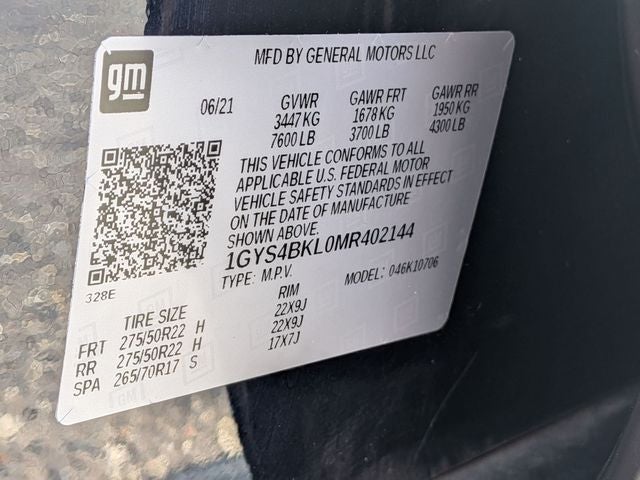 gm
MFD BY GENERAL MOTORS LLC
06/21 GVWR GAWR FRT GAWR RR
3447 KG 1678 KG 1950 KG
7600 LB 3700 LB 4300 LB
THIS VEHICLE CONFORMS TO ALL
APPLICABLE U.S. FEDERAL MOTOR
VEHICLE SAFETY STANDARDS IN EFFECT
ON THE DATE OF MANUFACTURE
SHOWN ABOVE.
1GYS4BKL0MR402144
TYPE: M.P.V. MODEL: 046K10706
328E
TIRE SIZE RIM
FRT 275/50R22 H 22X9J
RR 275/50R22 H 22X9J
SPA 265/70R17 S 17X7J